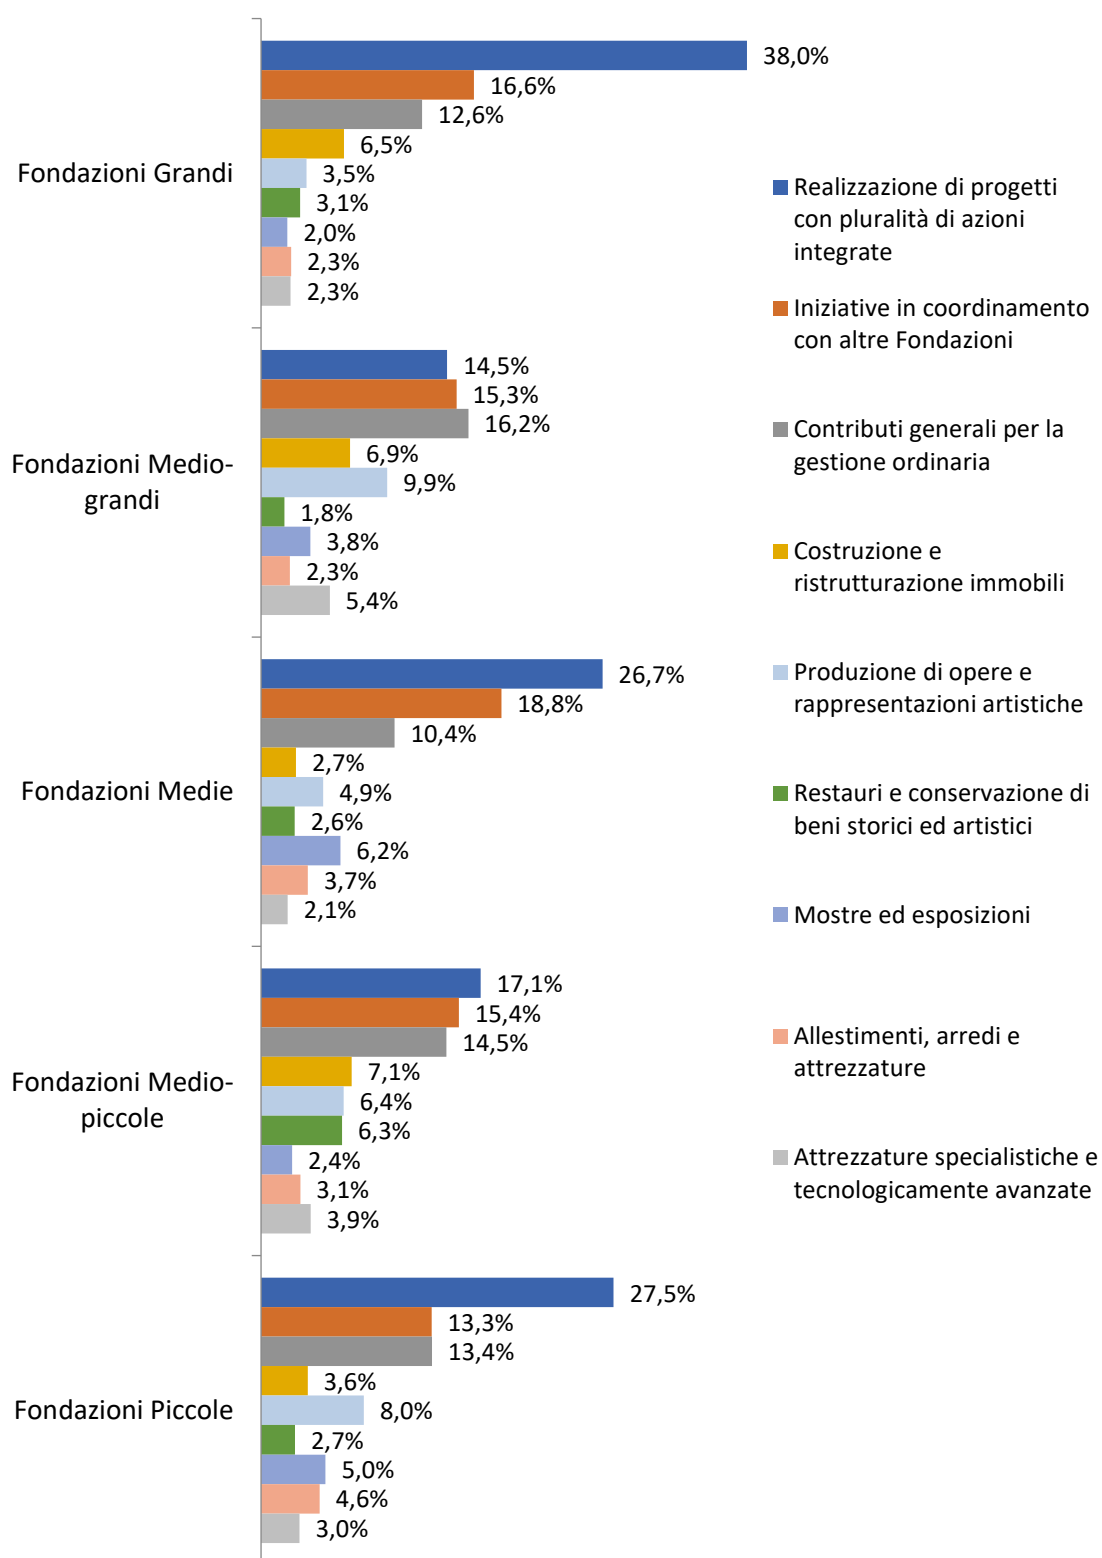 38,0%
16,6%
12,6%
6,5%
Fondazioni Grandi
3,5%
3,1%
2,0%
2,3%
2,3%
14,5%
15,3%
16,2%
6,9%
Fondazioni Medio-
grandi
9,9%
1,8%
3,8%
2,3%
5,4%
26,7%
18,8%
10,4%
2,7%
Fondazioni Medie
4,9%
2,6%
6,2%
3,7%
2,1%
17,1%
15,4%
14,5%
7,1%
Fondazioni Medio-
piccole
6,4%
6,3%
2,4%
3,1%
3,9%
27,5%
13,3%
13,4%
3,6%
Fondazioni Piccole
8,0%
2,7%
5,0%
4,6%
3,0%
Realizzazione di progetti
con pluralità di azioni
integrate
Iniziative in coordinamento
con altre Fondazioni
Contributi generali per la
gestione ordinaria
Costruzione e
ristrutturazione immobili
Produzione di opere e
rappresentazioni artistiche
Restauri e conservazione di
beni storici ed artistici
Mostre ed esposizioni
Allestimenti, arredi e
attrezzature
Attrezzature specialistiche e
tecnologicamente avanzate